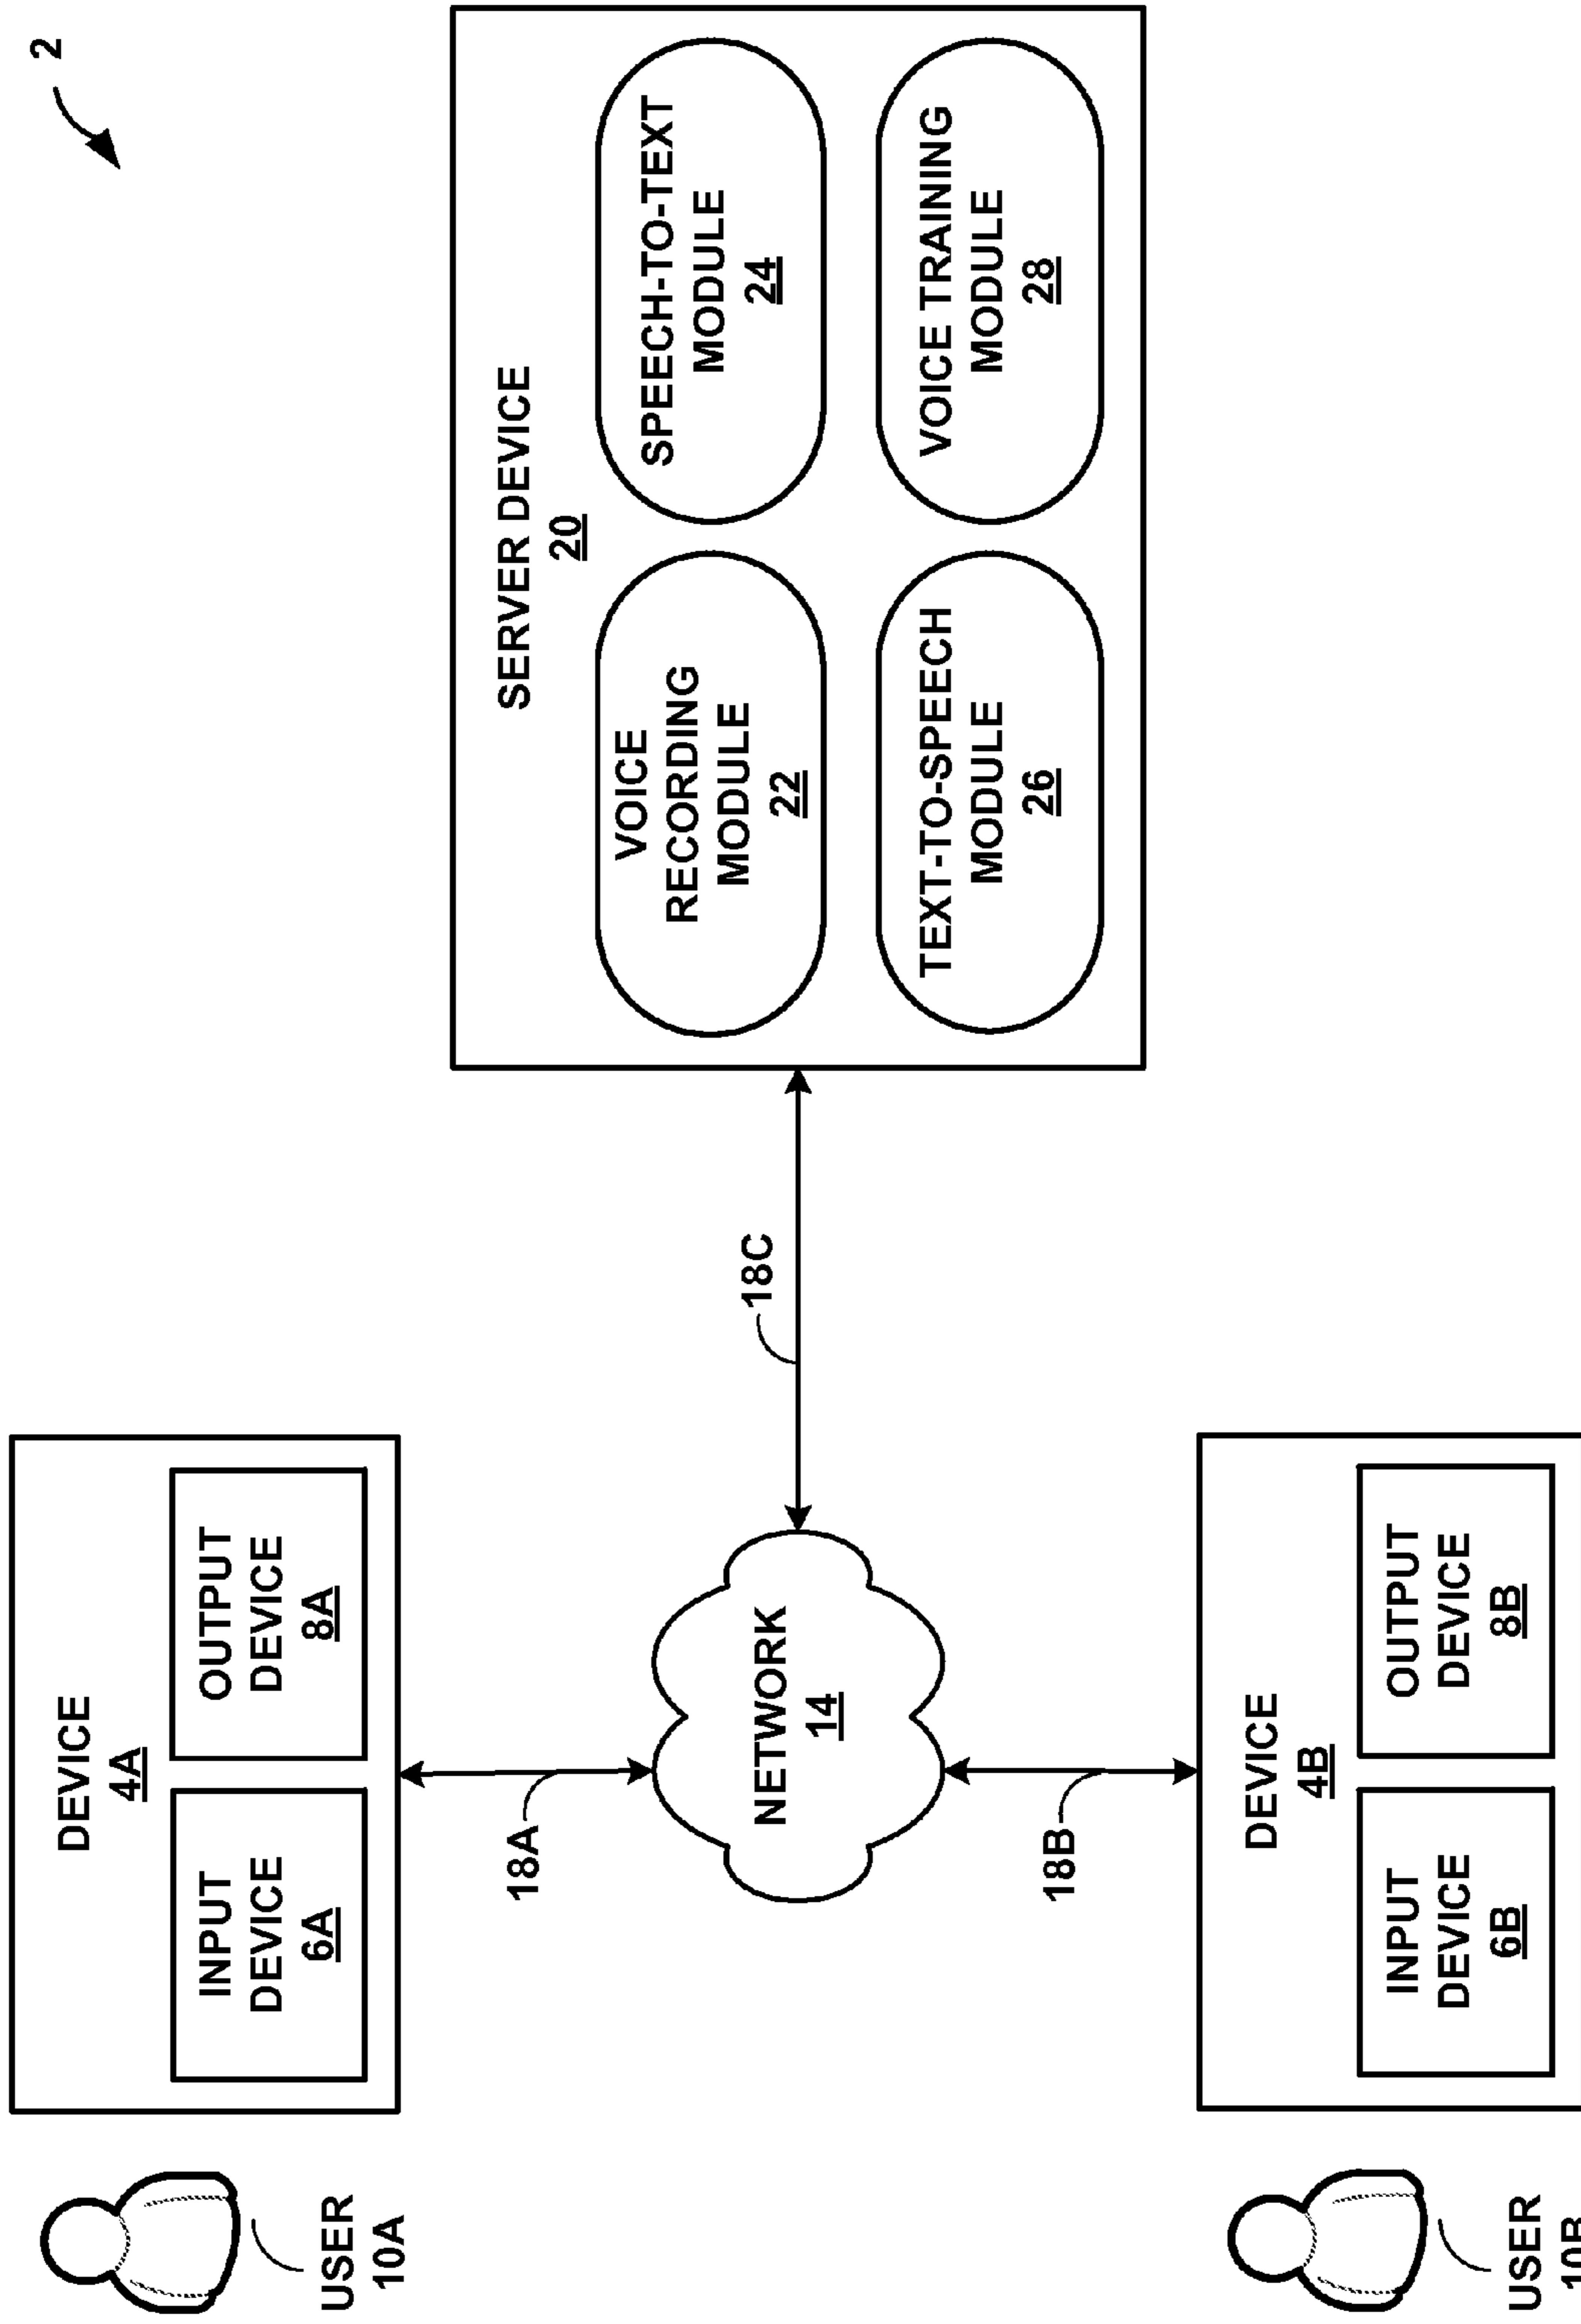 2
USER
10A
DEVICE
4A
INPUT
DEVICE
6A
OUTPUT
DEVICE
8A
18A
NETWORK
14
18C
SERVER DEVICE
20
VOICE
RECORDING
MODULE
22
SPEECH-TO-TEXT
MODULE
24
TEXT-TO-SPEECH
MODULE
26
VOICE TRAINING
MODULE
28
18B
USER
10B
DEVICE
4B
INPUT
DEVICE
6B
OUTPUT
DEVICE
8B